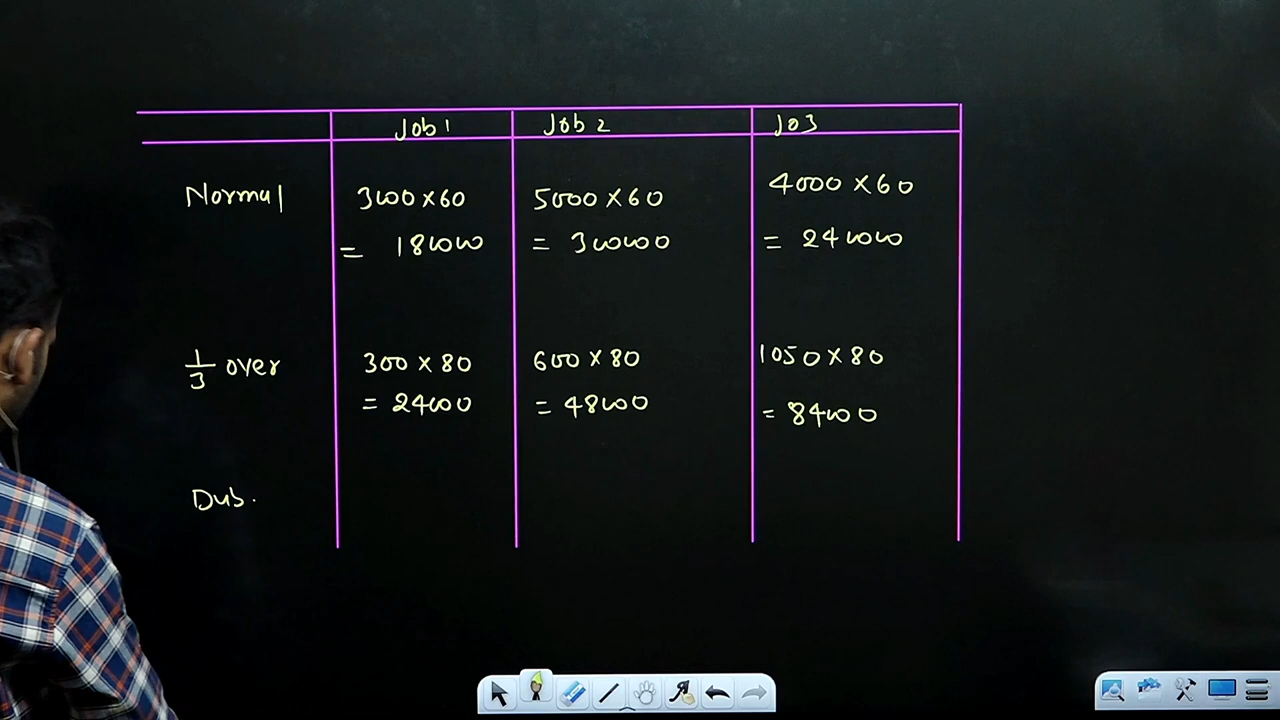 Job 1 Job 2 Jo3
Normal 3000 x 60 5000 x 60 4000 x 60
= 180000 = 300000 = 240000
1/3 over 300 x 80 600 x 80 1050 x 80
= 24000 = 48000 = 84000
Dub.